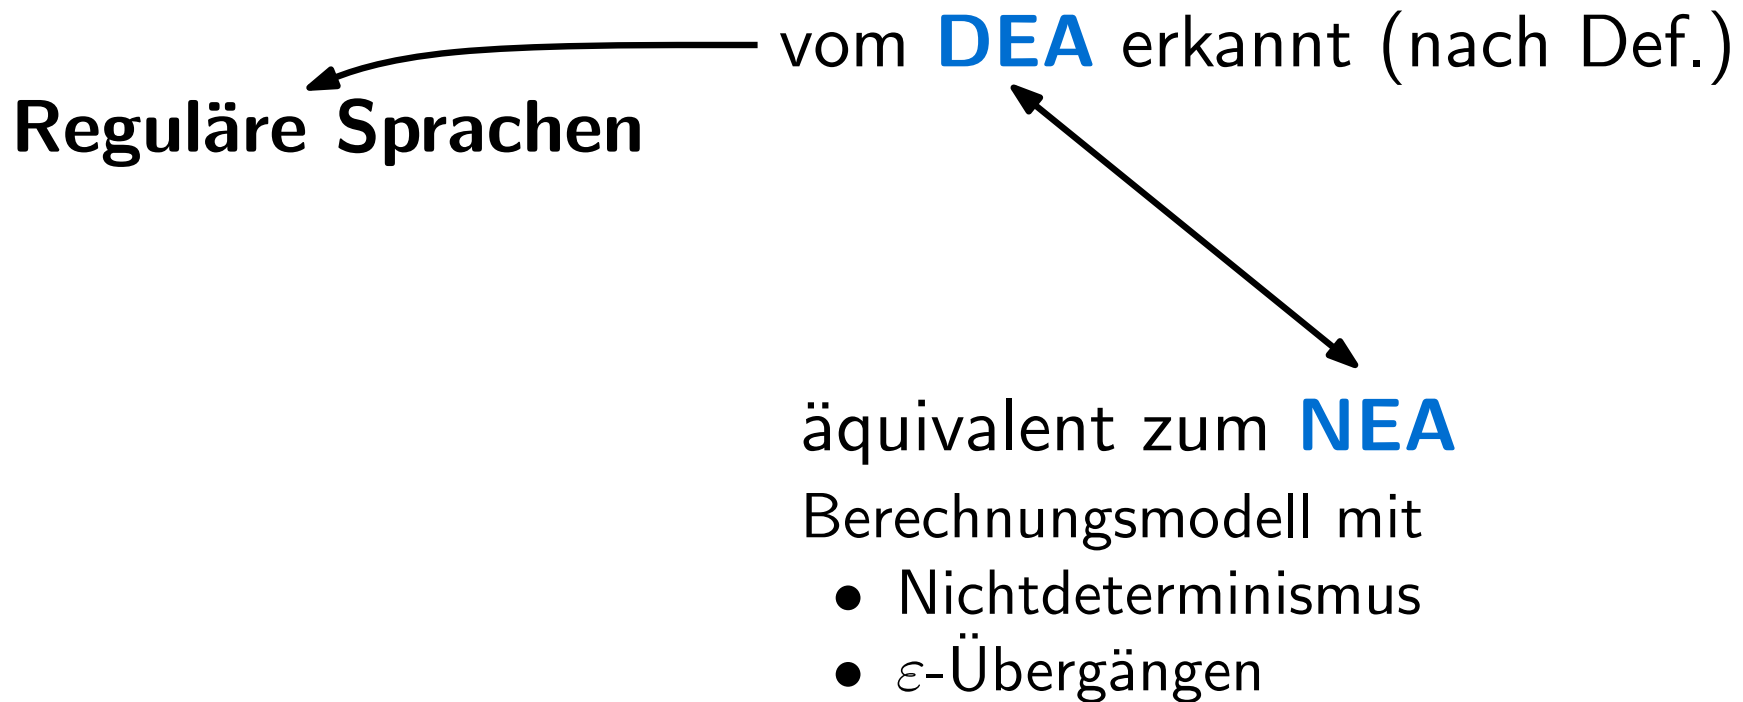 vom DEA erkannt (nach Def.)
Reguläre Sprachen
äquivalent zum NEA
Berechnungsmodell mit
• Nichtdeterminismus
• ε-Übergängen